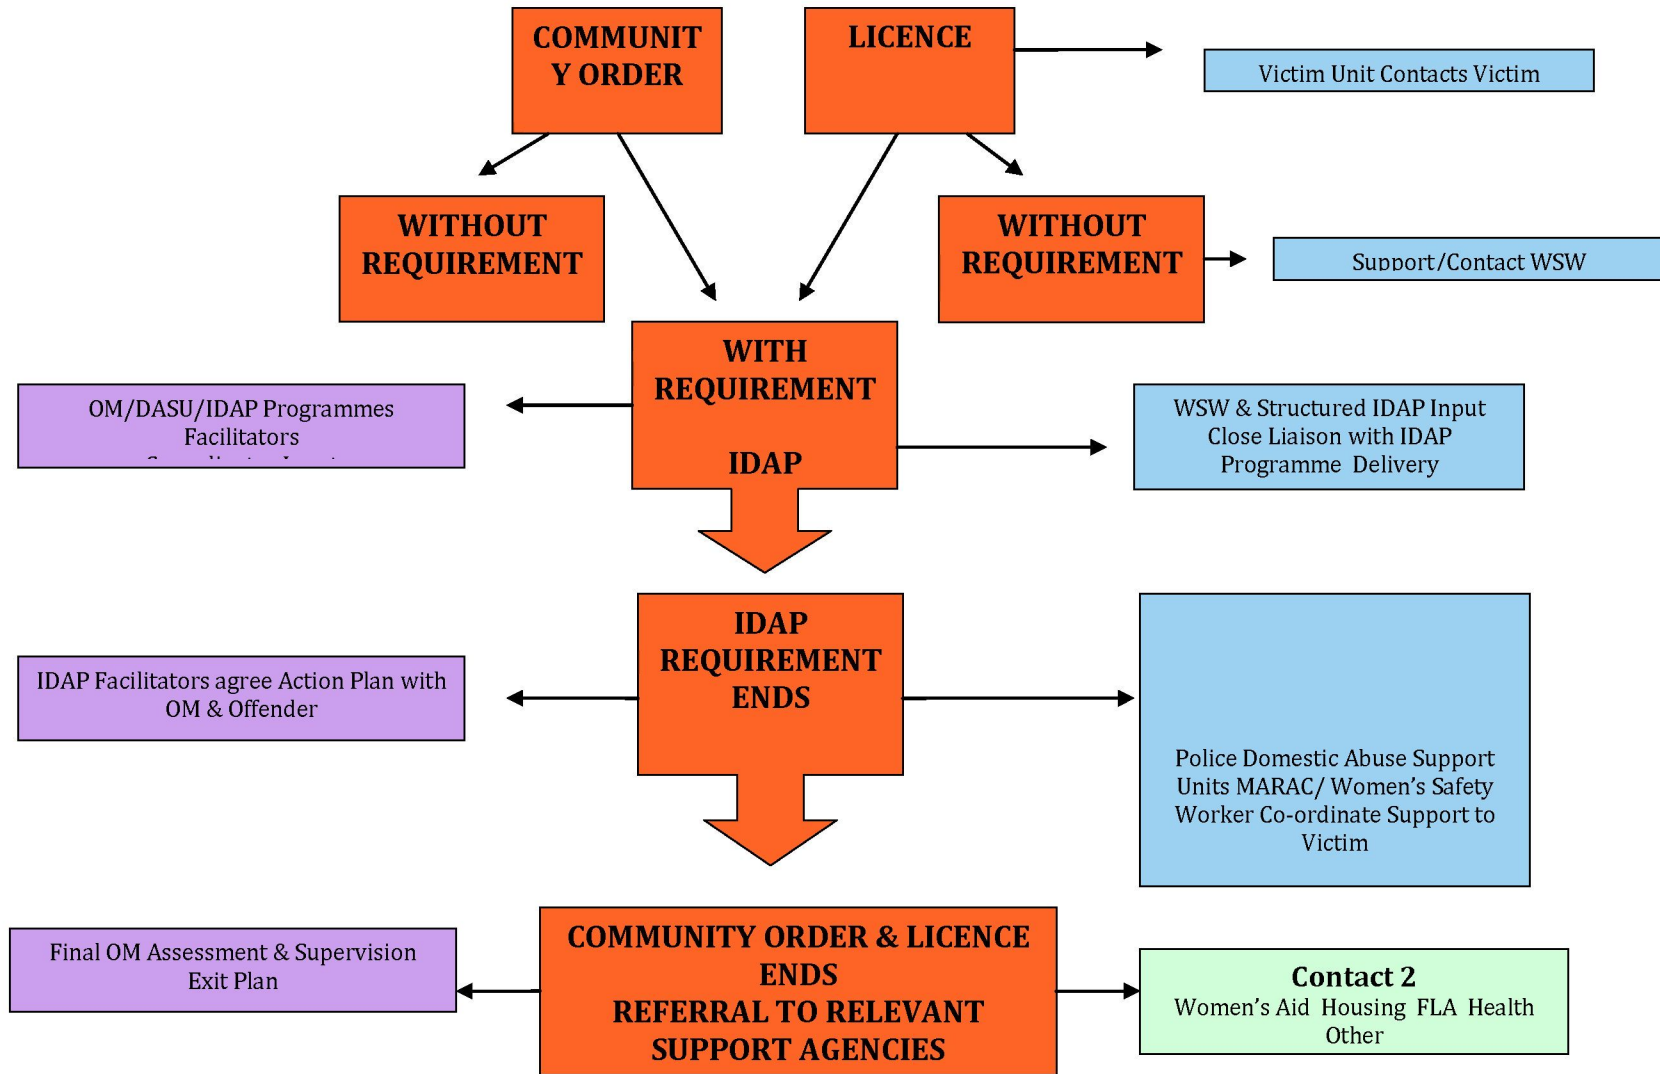 COMMUNIT
Y ORDER
LICENCE
Victim Unit Contacts Victim
WITHOUT
REQUIREMENT
WITHOUT
REQUIREMENT
Support/Contact WSW
WITH
REQUIREMENT
IDAP
OM/DASU/IDAP Programmes
Facilitators
WSW & Structured IDAP Input
Close Liaison with IDAP
Programme Delivery
IDAP
REQUIREMENT
ENDS
IDAP Facilitators agree Action Plan with
OM & Offender
Police Domestic Abuse Support
Units MARAC/ Women’s Safety
Worker Co-ordinate Support to
Victim
COMMUNITY ORDER & LICENCE
ENDS
REFERRAL TO RELEVANT
SUPPORT AGENCIES
Final OM Assessment & Supervision
Exit Plan
Contact 2
Women’s Aid Housing FLA Health
Other